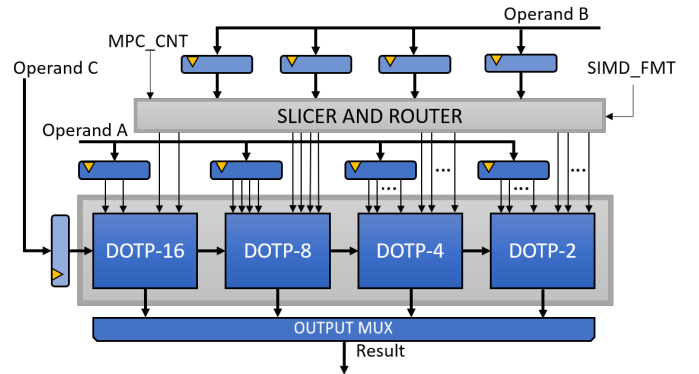 Operand B
MPC_CNT
Operand C
SIMD_FMT
SLICER AND ROUTER
Operand A
...
...
...
...
...
DOTP-16
DOTP-8
DOTP-4
DOTP-2
OUTPUT MUX
Result